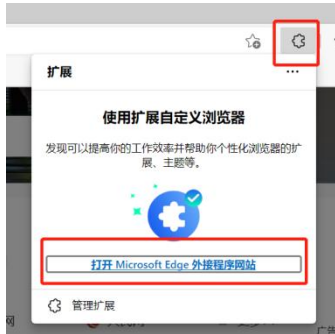 扩展
...
使用扩展自定义浏览器
发现可以提高你的工作效率并帮助你个性化浏览器的扩
展、主题等。
打开 Microsoft Edge 外接程序网站
管理扩展